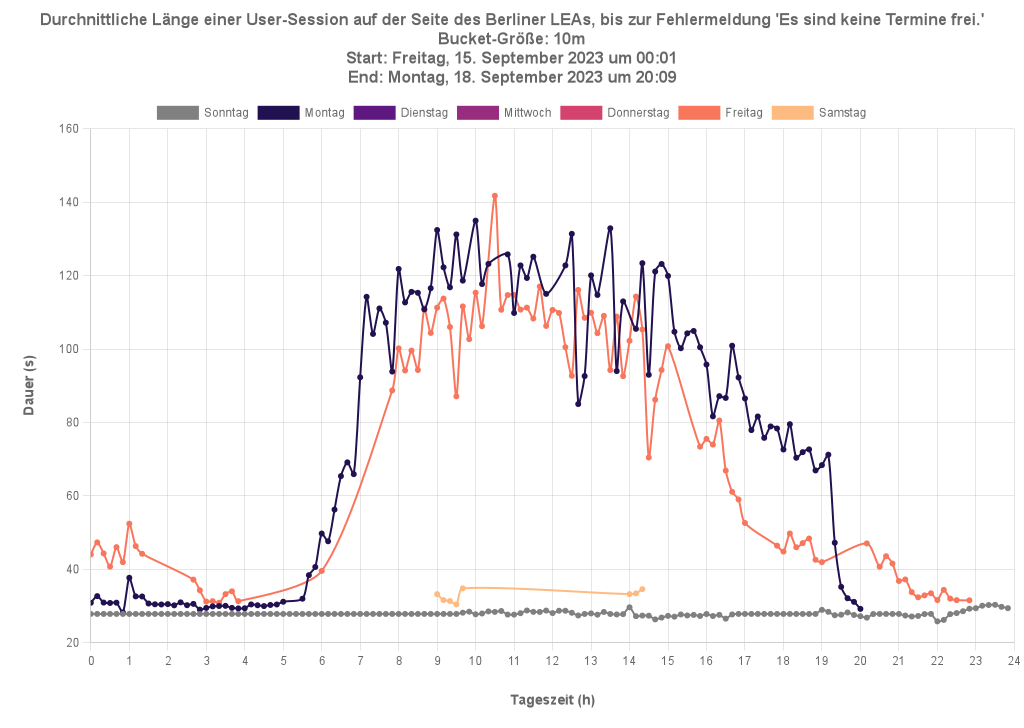 Durchnittliche Länge einer User-Session auf der Seite des Berliner LEAs, bis zur Fehlermeldung 'Es sind keine Termine frei.'
Bucket-Größe: 10m
Start: Freitag, 15. September 2023 um 00:01
End: Montag, 18. September 2023 um 20:09
Sonntag Montag Dienstag Mittwoch Donnerstag Freitag Samstag
160
140
120
100
80
60
40
20
Dauer (s)
0 1 2 3 4 5 6 7 8 9 10 11 12 13 14 15 16 17 18 19 20 21 22 23 24
Tageszeit (h)